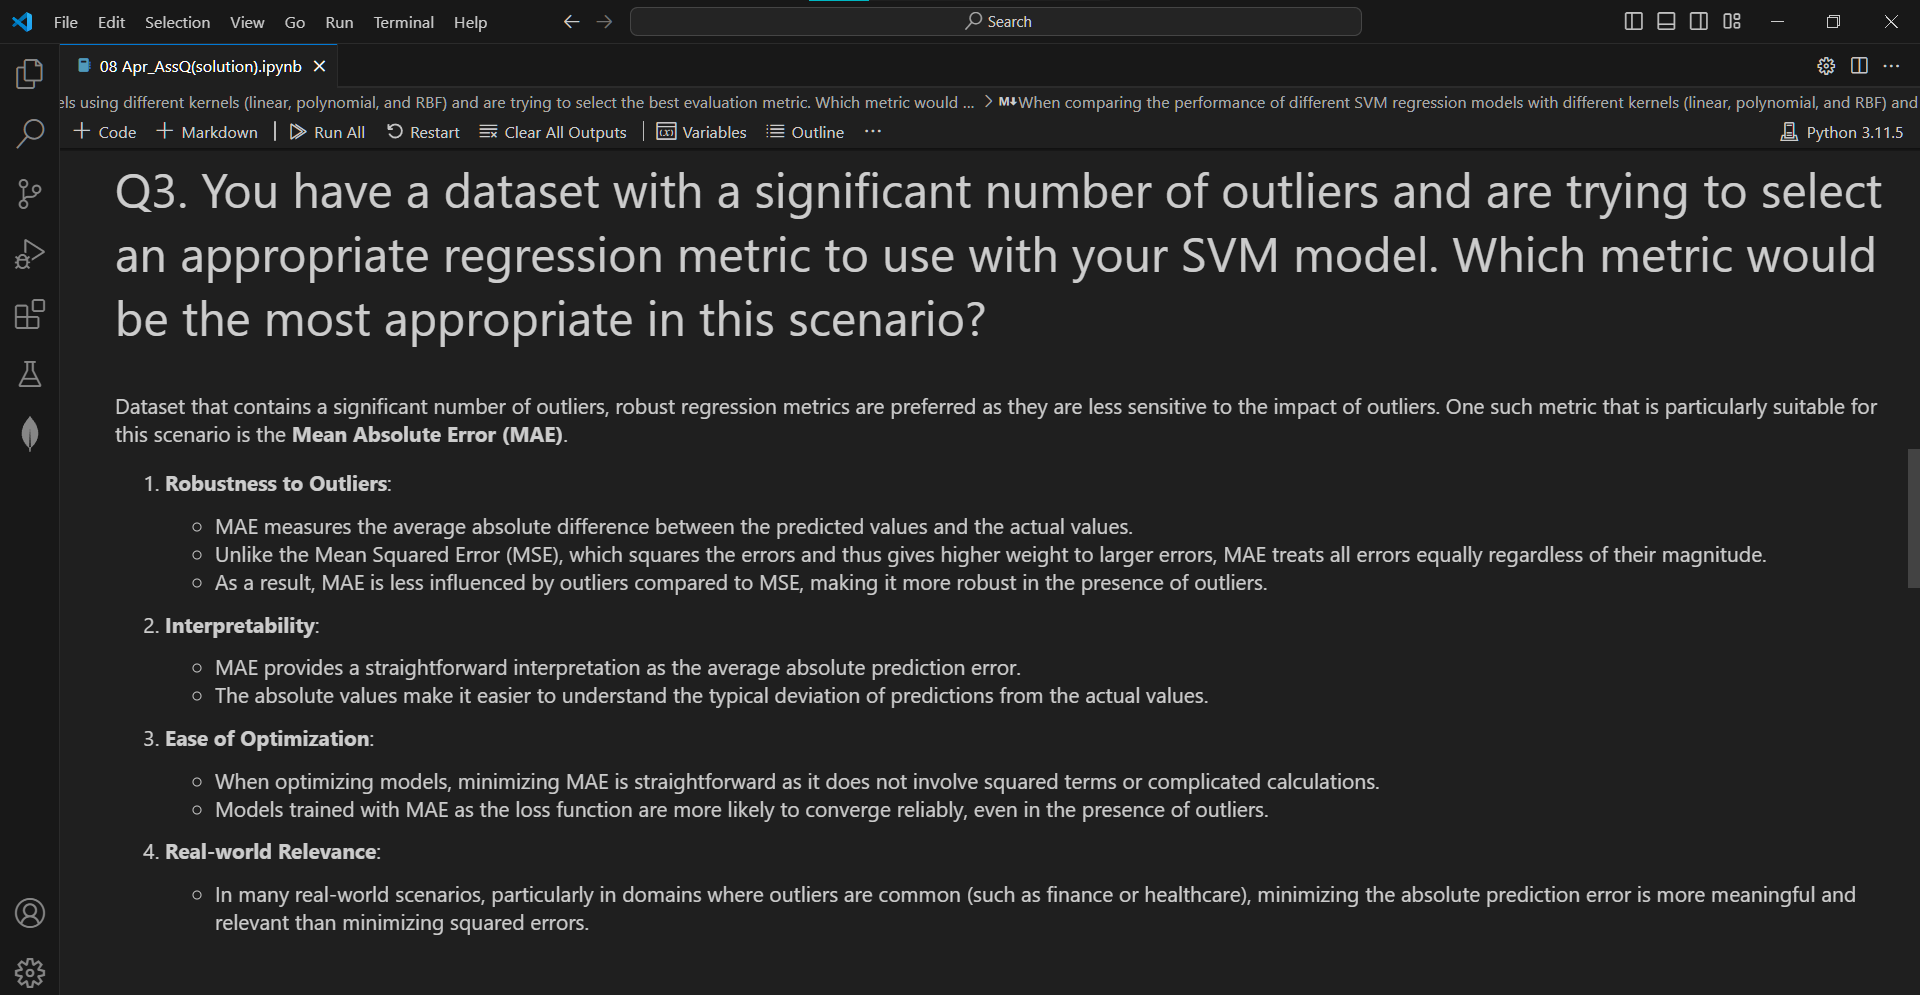 File Edit Selection View Go Run Terminal Help
Search
08 Apr_AssQ(solution).ipynb
els using different kernels (linear, polynomial, and RBF) and are trying to select the best evaluation metric. Which metric would ... > M↓When comparing the performance of different SVM regression models with different kernels (linear, polynomial, and RBF) and
+ Code + Markdown | Run All Restart Clear All Outputs | Variables Outline ··· Python 3.11.5
Q3. You have a dataset with a significant number of outliers and are trying to select
an appropriate regression metric to use with your SVM model. Which metric would
be the most appropriate in this scenario?
Dataset that contains a significant number of outliers, robust regression metrics are preferred as they are less sensitive to the impact of outliers. One such metric that is particularly suitable for
this scenario is the Mean Absolute Error (MAE).
1. Robustness to Outliers:
○ MAE measures the average absolute difference between the predicted values and the actual values.
○ Unlike the Mean Squared Error (MSE), which squares the errors and thus gives higher weight to larger errors, MAE treats all errors equally regardless of their magnitude.
○ As a result, MAE is less influenced by outliers compared to MSE, making it more robust in the presence of outliers.
2. Interpretability:
○ MAE provides a straightforward interpretation as the average absolute prediction error.
○ The absolute values make it easier to understand the typical deviation of predictions from the actual values.
3. Ease of Optimization:
○ When optimizing models, minimizing MAE is straightforward as it does not involve squared terms or complicated calculations.
○ Models trained with MAE as the loss function are more likely to converge reliably, even in the presence of outliers.
4. Real-world Relevance:
○ In many real-world scenarios, particularly in domains where outliers are common (such as finance or healthcare), minimizing the absolute prediction error is more meaningful and
relevant than minimizing squared errors.